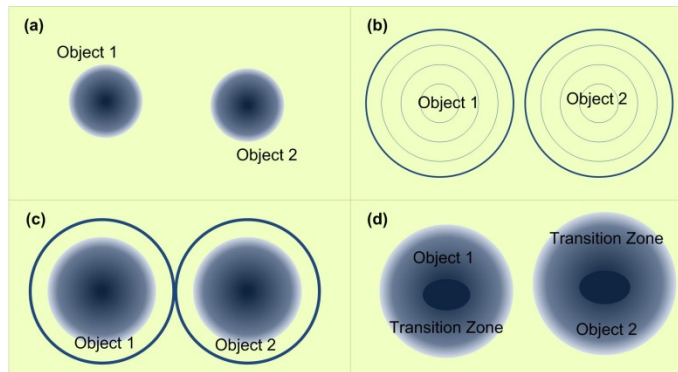 (a)
Object 1
Object 2
(b)
Object 1
Object 2
(c)
Object 1
Object 2
(d)
Object 1
Transition Zone
Transition Zone
Object 2